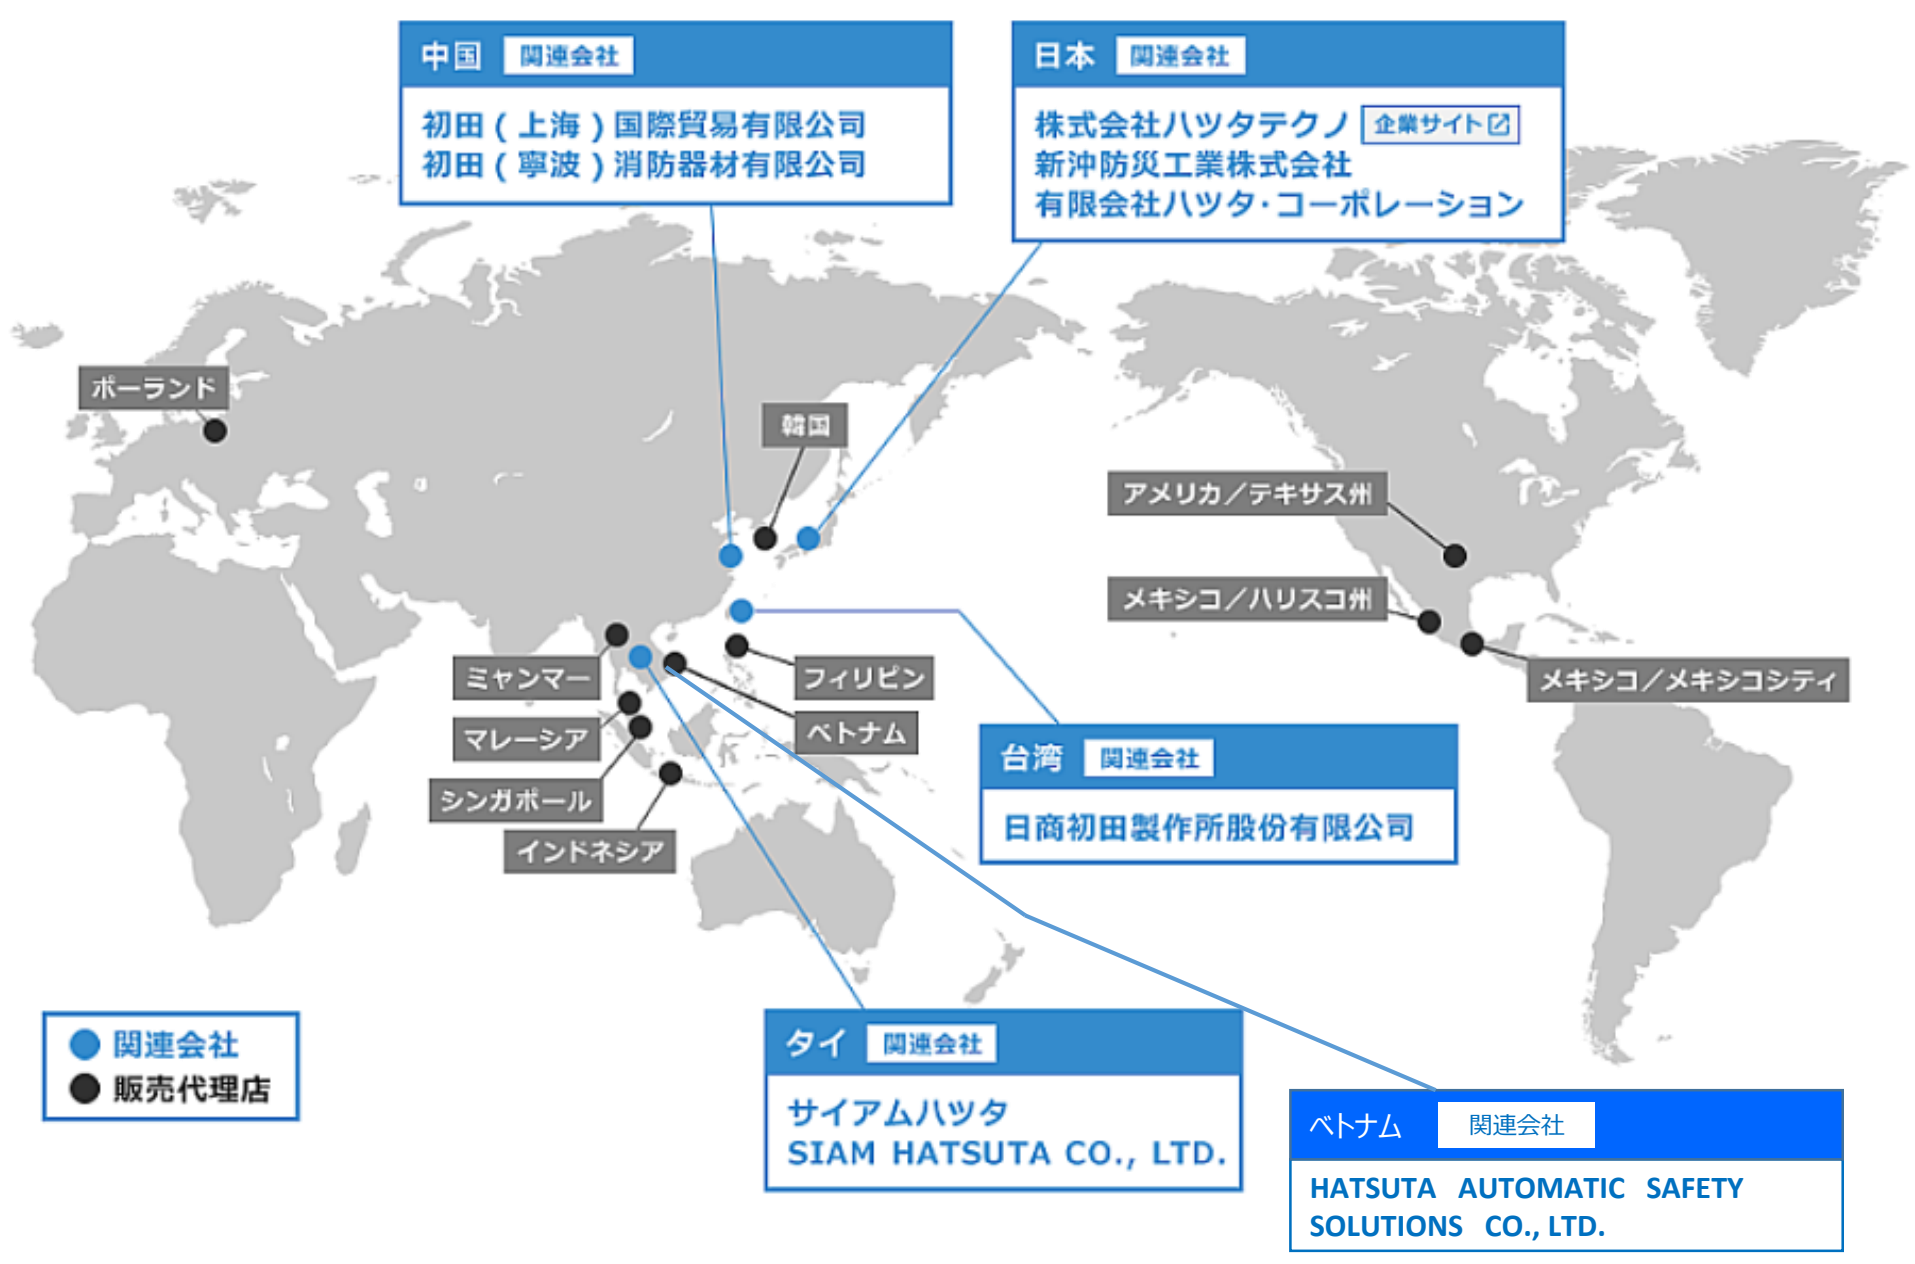 中国 関連会社
初田(上海)国際貿易有限公司
初田(寧波)消防器材有限公司
日本 関連会社
株式会社ハツタテクノ 企業サイト
新沖防災工業株式会社
有限会社ハツタ・コーポレーション
ポーランド
韓国
アメリカ／テキサス州
メキシコ／ハリスコ州
メキシコ／メキシコシティ
ミャンマー
フィリピン
マレーシア
ベトナム
シンガポール
インドネシア
台湾 関連会社
日商初田製作所股份有限公司
関連会社
販売代理店
タイ 関連会社
サイアムハツタ
SIAM HATSUTA CO., LTD.
ベトナム 関連会社
HATSUTA AUTOMATIC SAFETY
SOLUTIONS CO., LTD.